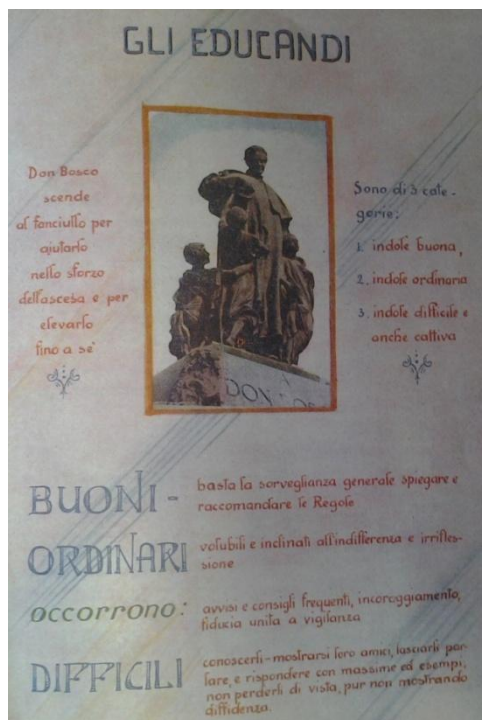 GLI EDUCANDI
Don Bosco
scende
al fanciullo per
aiutarlo
nello sforzo
dell'ascesa e per
elevarlo
fino a sè
DON
Sono di 3 cate-
gorie:
1. indole buona,
2. indole ordinaria
3. indole difficile e
anche cattiva
BUONI - basta la sorveglianza generale spiegare e
raccomandare le Regole
ORDINARI volubili e inclinati all'indifferenza e irrifles-
sione
occorrono: avvisi e consigli frequenti, incoraggiamento,
fiducia unita a vigilanza
DIFFICILI conoscerli - mostrarsi loro amici, lasciarli par-
lare, e rispondere con massime ed esempi,
non perderli di vista, pur non mostrando
diffidenza.